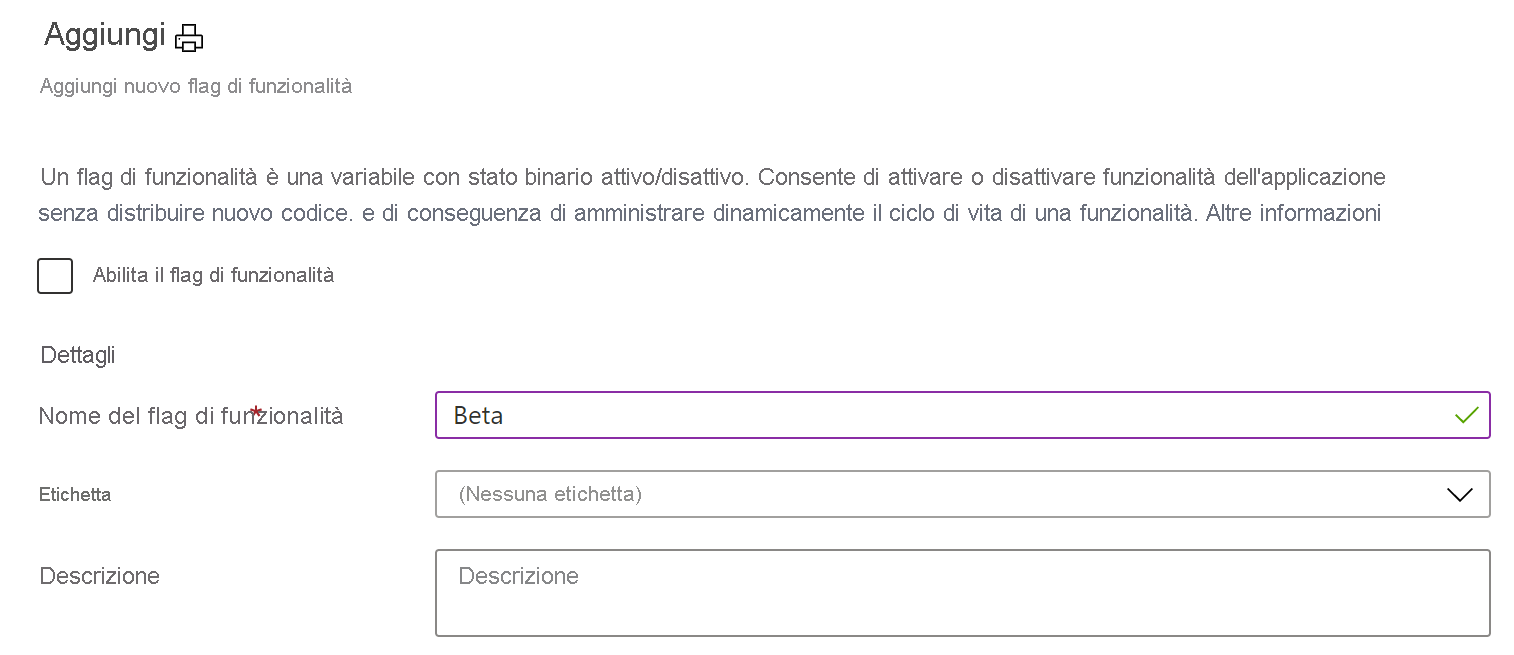 Aggiungi
Aggiungi nuovo flag di funzionalità
Un flag di funzionalità è una variabile con stato binario attivo/disattivo. Consente di attivare o disattivare funzionalità dell'applicazione
senza distribuire nuovo codice. e di conseguenza di amministrare dinamicamente il ciclo di vita di una funzionalità. Altre informazioni
Abilita il flag di funzionalità
Dettagli
Nome del flag di funzionalità *
Beta
Etichetta
(Nessuna etichetta)
Descrizione
Descrizione